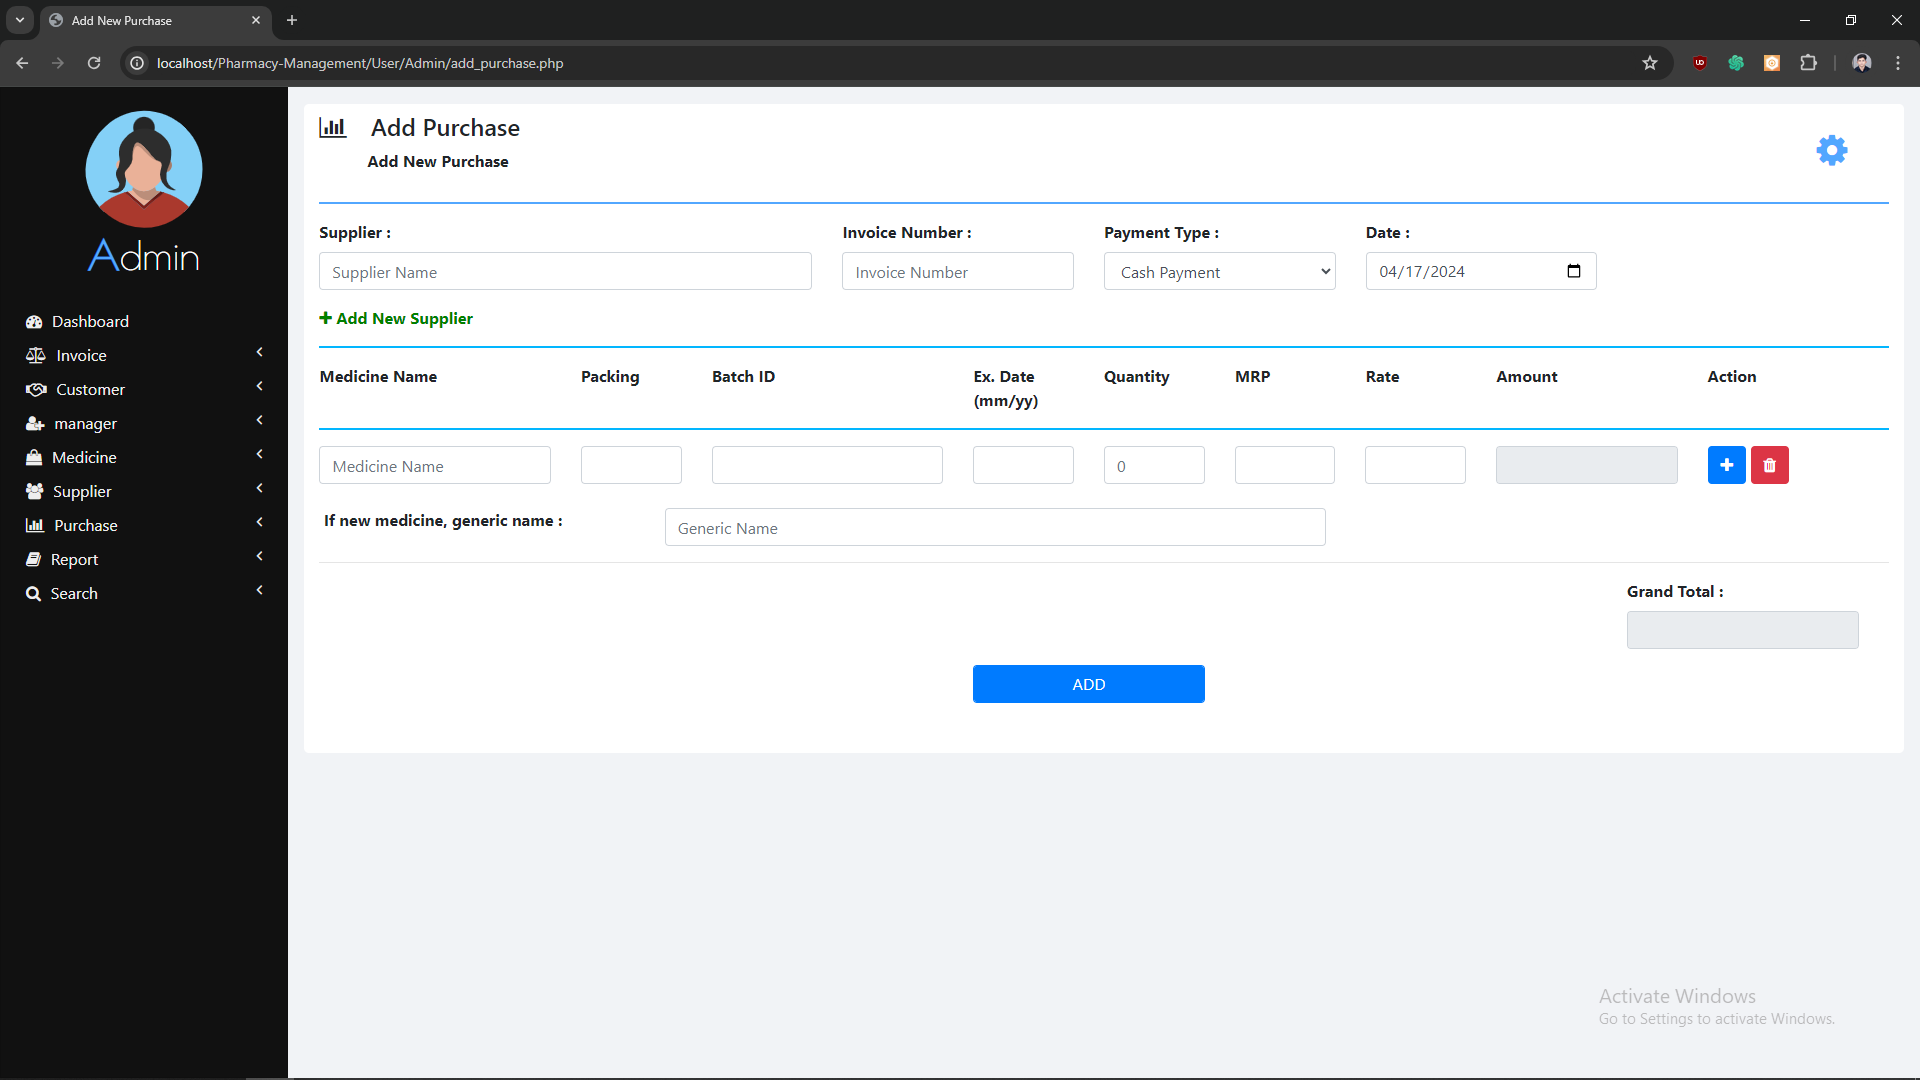 Add New Purchase
localhost/Pharmacy-Management/User/Admin/add_purchase.php
Admin
Dashboard
Invoice
Customer
manager
Medicine
Supplier
Purchase
Report
Search
Add Purchase
Add New Purchase
Supplier :
Invoice Number :
Payment Type :
Date :
Supplier Name
Invoice Number
Cash Payment
04/17/2024
Add New Supplier
Medicine Name
Packing
Batch ID
Ex. Date
(mm/yy)
Quantity
MRP
Rate
Amount
Action
Medicine Name
0
If new medicine, generic name :
Generic Name
Grand Total :
ADD
Activate Windows
Go to Settings to activate Windows.